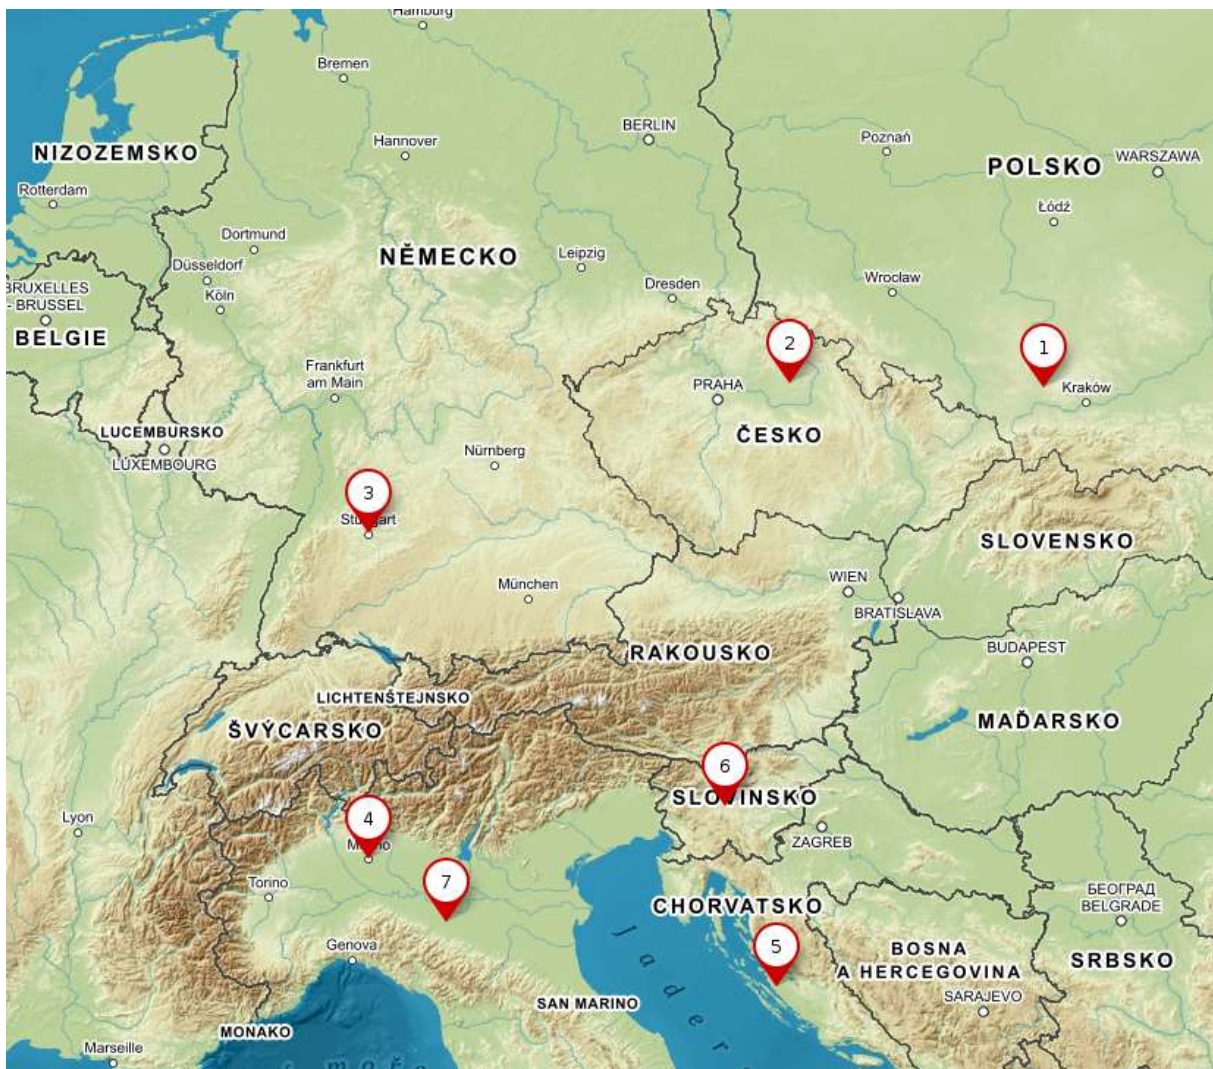 Hamburg
Bremen
BERLIN
Hannover
Poznań
POLSKO
WARSZAWA
NIZOZEMSKO
Rotterdam
Łódź
Dortmund
NĚMECKO
Leipzig
Düsseldorf
Dresden
Wrocław
BRUXELLES
- BRUSSEL
Köln
BELGIE
1
2
Frankfurt
am Main
PRAHA
Kraków
LUCEMBURSKO
LUXEMBOURG
ČESKO
Nürnberg
3
SLOVENSKO
München
WIEN
BRATISLAVA
RAKOUSKO
BUDAPEST
LICHTENŠTEJNSKO
ŠVÝCARSKO
MAĎARSKO
6
SLOVINSKO
Lyon
4
ZAGREB
Torino
7
БЕОГРАД
BELGRADE
CHORVATSKO
Genova
5
BOSNA
A HERCEGOVINA
SRBSKO
Jader
SARAJEVO
SAN MARINO
MONAKO
Marseille
moře